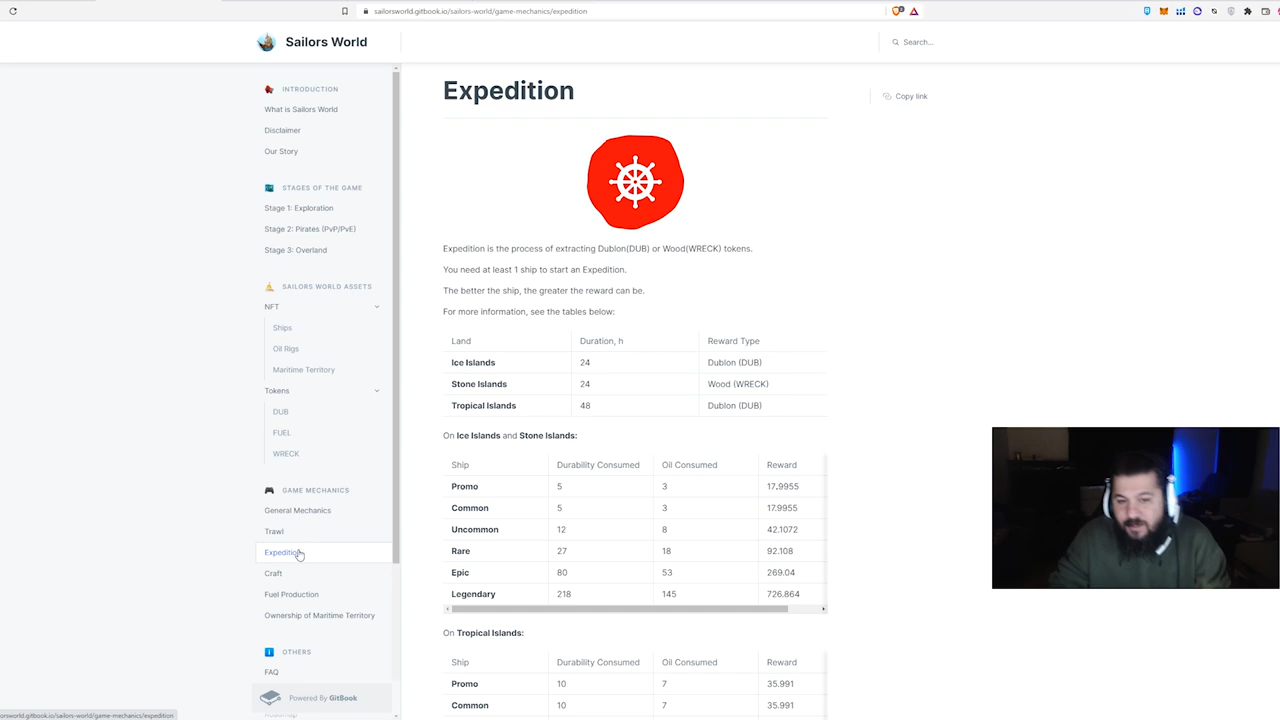 sailorsworld.gitbook.io/sailors-world/game-mechanics/expedition
Sailors World
Search...
INTRODUCTION
What is Sailors World
Disclaimer
Our Story
STAGES OF THE GAME
Stage 1: Exploration
Stage 2: Pirates (PvP/PvE)
Stage 3: Overland
SAILORS WORLD ASSETS
NFT
Ships
Oil Rigs
Maritime Territory
Tokens
DUB
FUEL
WRECK
GAME MECHANICS
General Mechanics
Trawl
Expedition
Craft
Fuel Production
Ownership of Maritime Territory
OTHERS
FAQ
Powered By GitBook
orsworld.gitbook.io/sailors-world/game-mechanics/expedition
Expedition
Copy link
Expedition is the process of extracting Dublon(DUB) or Wood(WRECK) tokens.
You need at least 1 ship to start an Expedition.
The better the ship, the greater the reward can be.
For more information, see the tables below:
Land Duration, h Reward Type
Ice Islands 24 Dublon (DUB)
Stone Islands 24 Wood (WRECK)
Tropical Islands 48 Dublon (DUB)
On Ice Islands and Stone Islands:
Ship Durability Consumed Oil Consumed Reward
Promo 5 3 17.9955
Common 5 3 17.9955
Uncommon 12 8 42.1072
Rare 27 18 92.108
Epic 80 53 269.04
Legendary 218 145 726.864
On Tropical Islands:
Ship Durability Consumed Oil Consumed Reward
Promo 10 7 35.991
Common 10 7 35.991